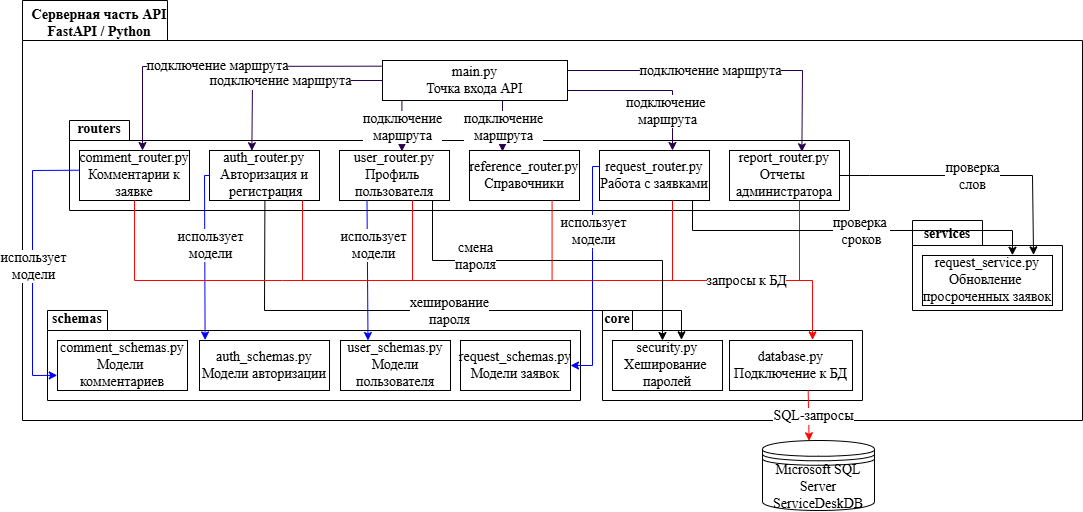 Серверная часть API
FastAPI / Python
main.py
Точка входа API
подключение маршрута
подключение маршрута
подключение маршрута
подключение
маршрута
подключение
маршрута
подключение
маршрута
routers
comment_router.py
Комментарии к
заявке
auth_router.py
Авторизация и
регистрация
user_router.py
Профиль
пользователя
reference_router.py
Справочники
request_router.py
Работа с заявками
report_router.py
Отчеты
администратора
проверка
слов
использует
модели
использует
модели
использует
модели
использует
модели
смена
пароля
проверка
сроков
services
request_service.py
Обновление
просроченных заявок
запросы к БД
хеширование
пароля
schemas
comment_schemas.py
Модели
комментариев
auth_schemas.py
Модели авторизации
user_schemas.py
Модели
пользователя
request_schemas.py
Модели заявок
core
security.py
Хеширование
паролей
database.py
Подключение к БД
SQL-запросы
Microsoft SQL
Server
ServiceDeskDB